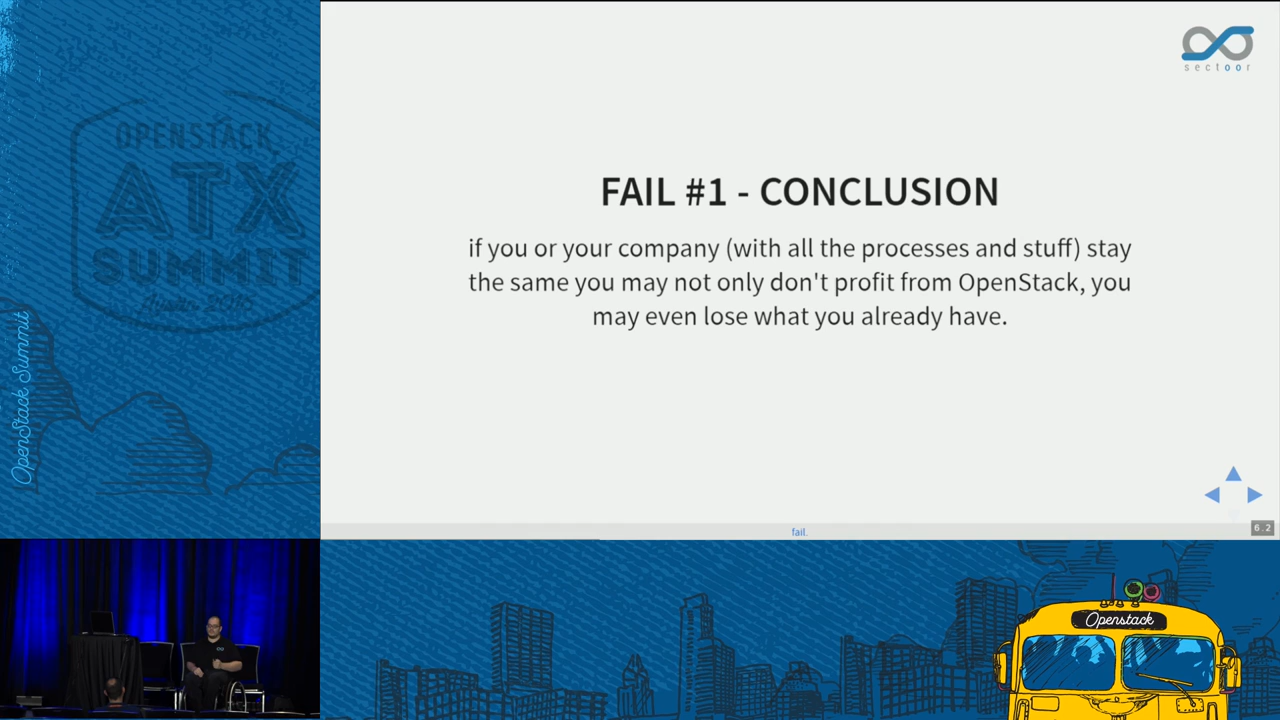 OPENSTACK
ATX
SUMMIT
Austin 2016
OpenStack Summit
sectoor
FAIL #1 - CONCLUSION
if you or your company (with all the processes and stuff) stay
the same you may not only don't profit from OpenStack, you
may even lose what you already have.
fail.
6.2
Openstack